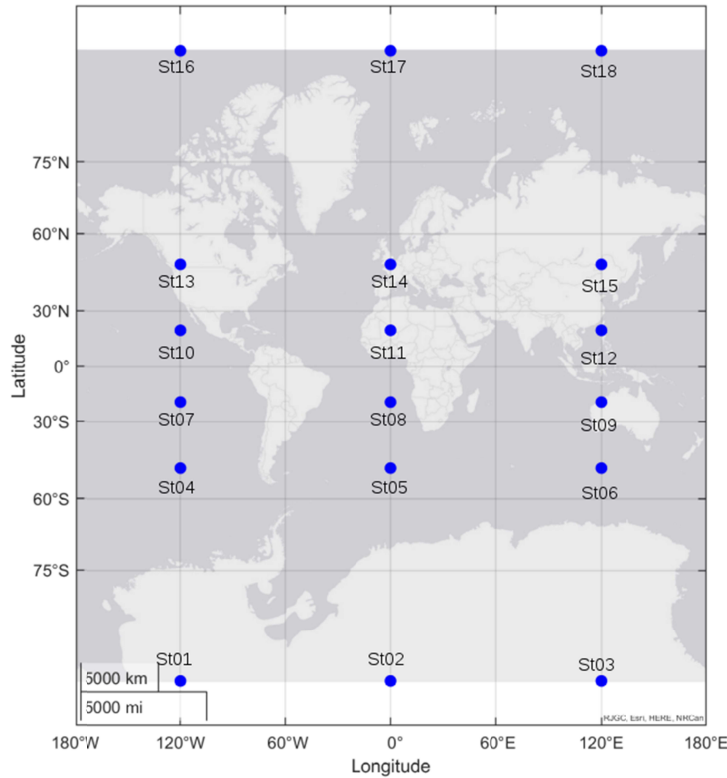 St16 St17 St18
75°N
60°N
St13 St14 St15
30°N
St10 St11 St12
Latitude
0°
St07 St08 St09
30°S
St04 St05 St06
60°S
75°S
St01 St02 St03
5000 km
5000 mi
RJGC, Esri, HERE, NRCan
180°W 120°W 60°W 0° 60°E 120°E 180°E
Longitude